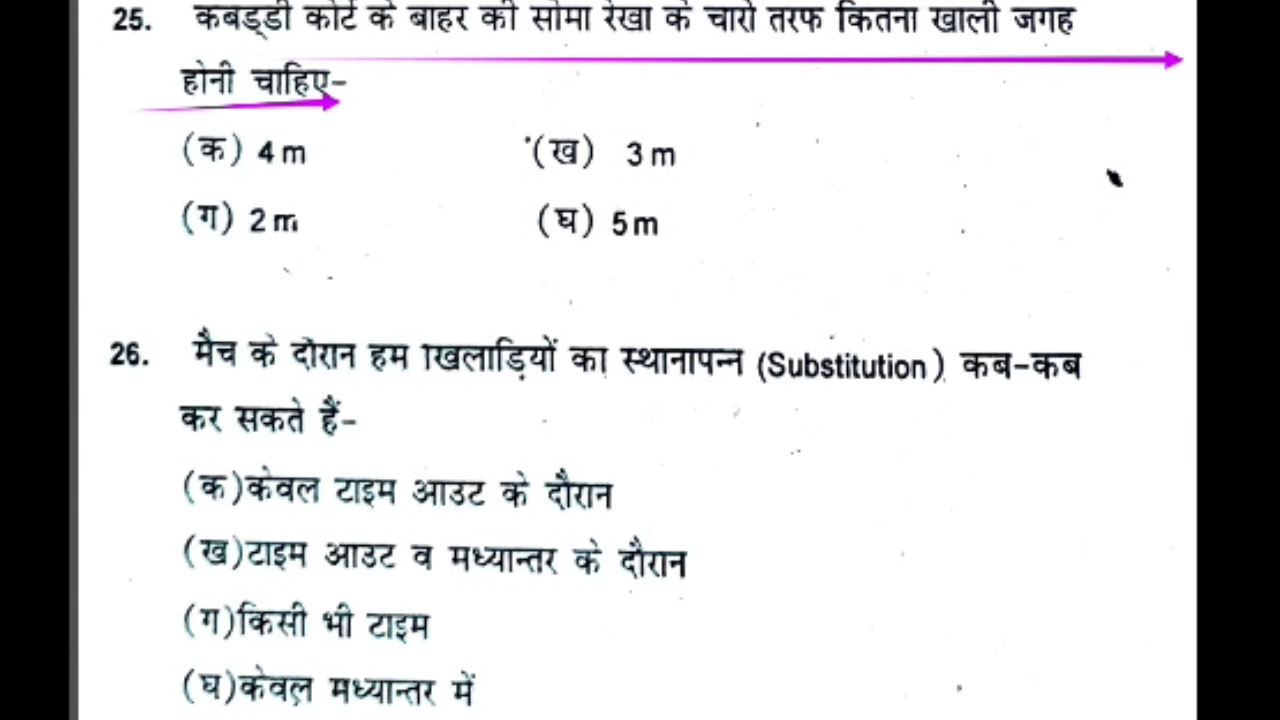 25. कबड्डी कोर्ट के बाहर की सीमा रेखा के चारो तरफ कितना खाली जगह
होनी चाहिए-
(क) 4 m (ख) 3 m
(ग) 2 m (घ) 5 m
26. मैच के दौरान हम खिलाड़ियों का स्थानापन्न (Substitution) कब-कब
कर सकते हैं-
(क)केवल टाइम आउट के दौरान
(ख)टाइम आउट व मध्यान्तर के दौरान
(ग)किसी भी टाइम
(घ)केवल मध्यान्तर में